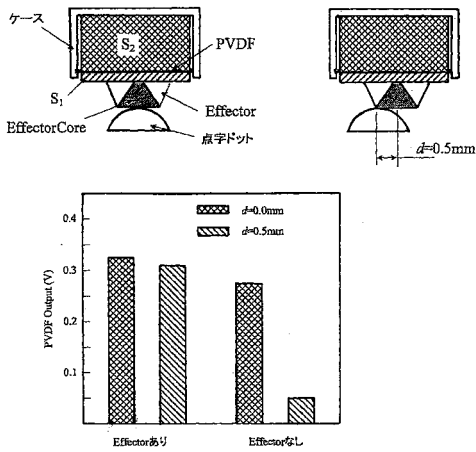 ケース
S₂
PVDF
S₁
Effector
EffectorCore
点字ドット
d=0.5mm
d=0.0mm
d=0.5mm
PVDF Output (V)
0.4
0.3
0.2
0.1
Effectorあり
Effectorなし